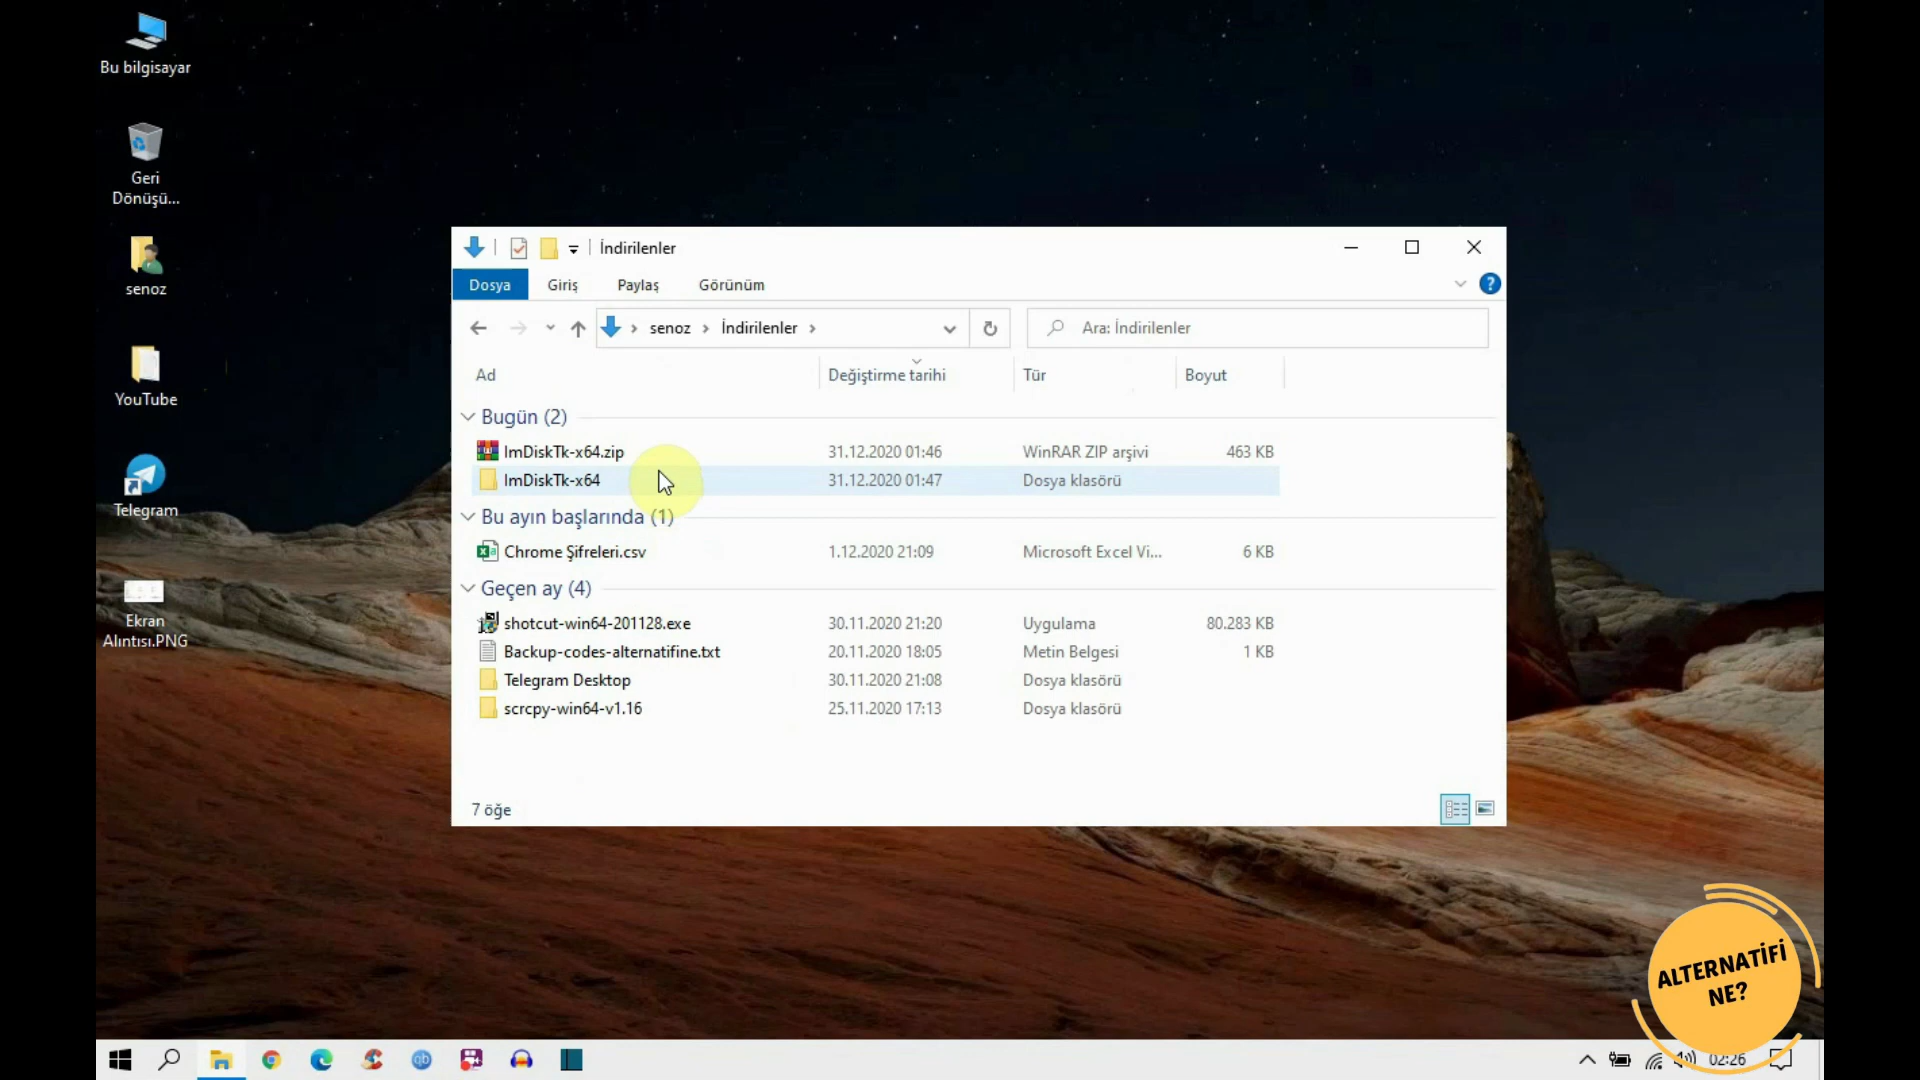 Bu bilgisayar
Geri
Dönüşü...
senoz
YouTube
Telegram
Ekran
Alıntısı.PNG
İndirilenler
Dosya Giriş Paylaş Görünüm
senoz İndirilenler
Ara: İndirilenler
Ad Değiştirme tarihi Tür Boyut
Bugün (2)
ImDiskTk-x64.zip 31.12.2020 01:46 WinRAR ZIP arşivi 463 KB
ImDiskTk-x64 31.12.2020 01:47 Dosya klasörü
Bu ayın başlarında (1)
Chrome Şifreleri.csv 1.12.2020 21:09 Microsoft Excel Vi... 6 KB
Geçen ay (4)
shotcut-win64-201128.exe 30.11.2020 21:20 Uygulama 80.283 KB
Backup-codes-alternatifine.txt 20.11.2020 18:05 Metin Belgesi 1 KB
Telegram Desktop 30.11.2020 21:08 Dosya klasörü
scrcpy-win64-v1.16 25.11.2020 17:13 Dosya klasörü
7 öğe
ALTERNATİFİ
NE?
qb
02:26